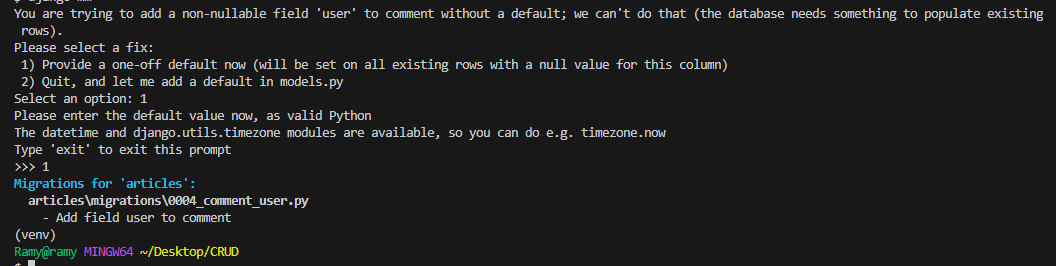 You are trying to add a non-nullable field 'user' to comment without a default; we can't do that (the database needs something to populate existing
 rows).
Please select a fix:
 1) Provide a one-off default now (will be set on all existing rows with a null value for this column)
 2) Quit, and let me add a default in models.py
Select an option: 1
Please enter the default value now, as valid Python
The datetime and django.utils.timezone modules are available, so you can do e.g. timezone.now
Type 'exit' to exit this prompt
>>> 1
Migrations for 'articles':
  articles\migrations\0004_comment_user.py
    - Add field user to comment
(venv)
Ramy@ramy MINGW64 ~/Desktop/CRUD
$